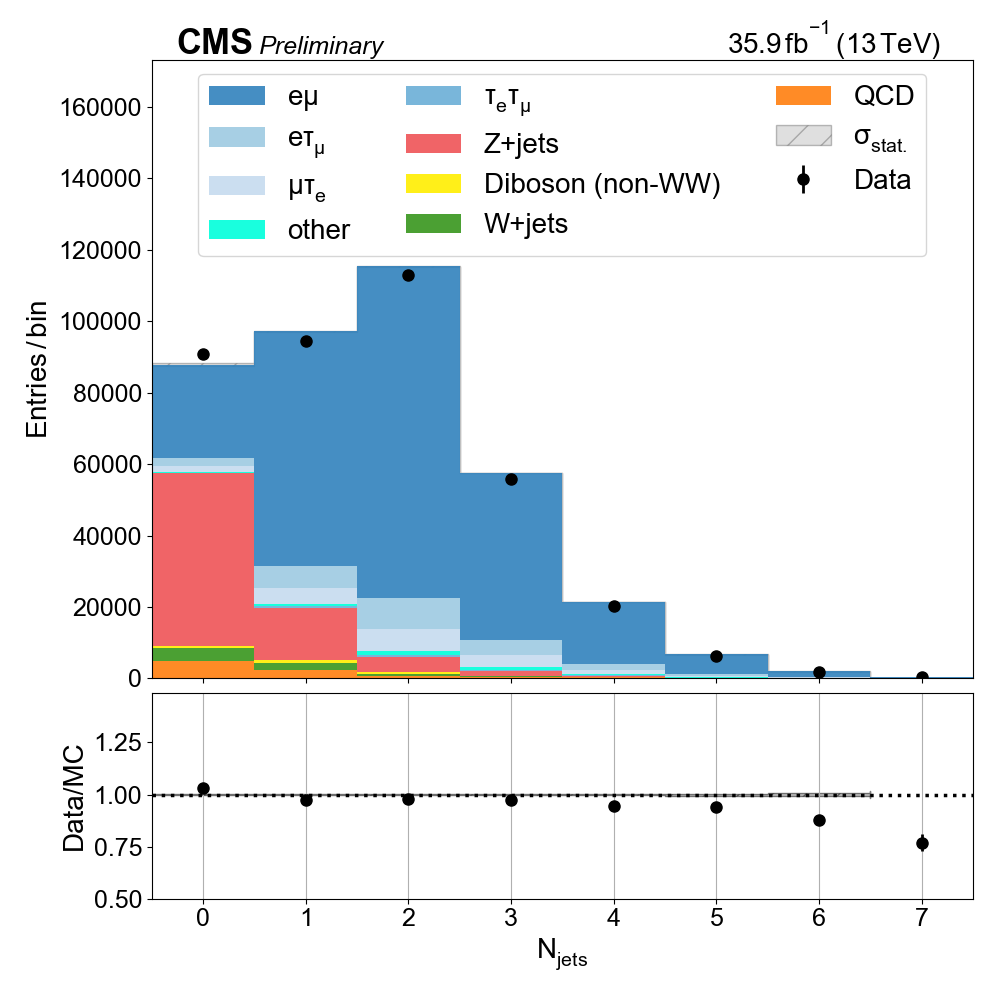 CMS Preliminary 35.9 fb⁻¹ (13 TeV)
eμ
eτμ
μτe
other
τeτμ
Z+jets
Diboson (non-WW)
W+jets
QCD
σstat.
Data
Entries / bin
160000
140000
120000
100000
80000
60000
40000
20000
0
Data/MC
1.25
1.00
0.75
0.50
0 1 2 3 4 5 6 7
Njets